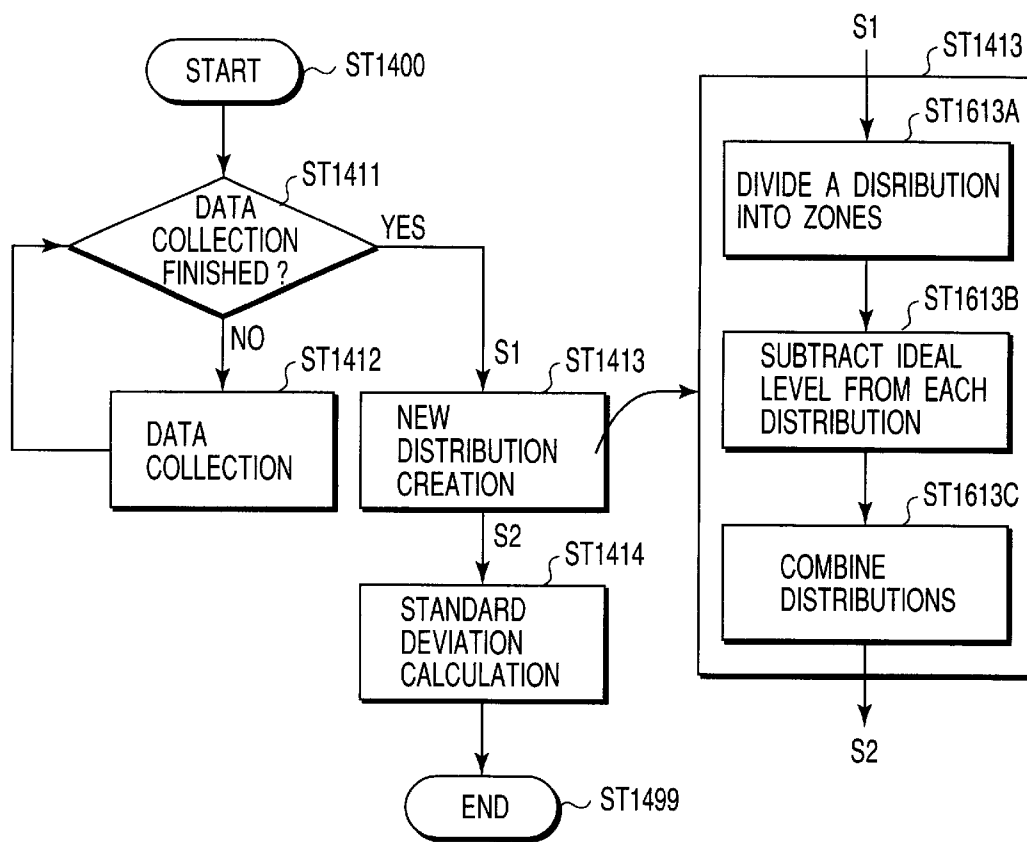 START
ST1400
ST1411
DATA
COLLECTION
FINISHED ?
YES
NO
ST1412
DATA
COLLECTION
S1
ST1413
NEW
DISTRIBUTION
CREATION
S2
ST1414
STANDARD
DEVIATION
CALCULATION
END
ST1499
S1
ST1413
ST1613A
DIVIDE A DISRIBUTION
INTO ZONES
ST1613B
SUBTRACT IDEAL
LEVEL FROM EACH
DISTRIBUTION
ST1613C
COMBINE
DISTRIBUTIONS
S2